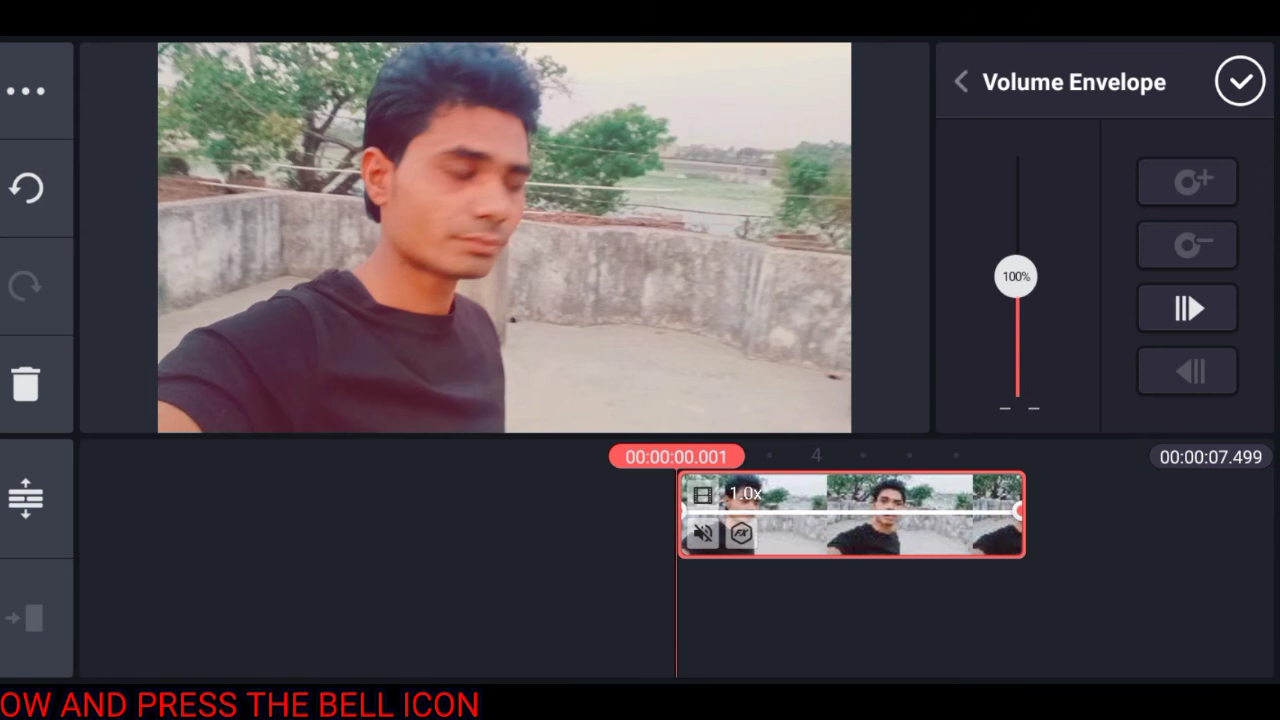 Volume Envelope
100%
00:00:00.001
4
00:00:07.499
1.0x
FX
OW AND PRESS THE BELL ICON